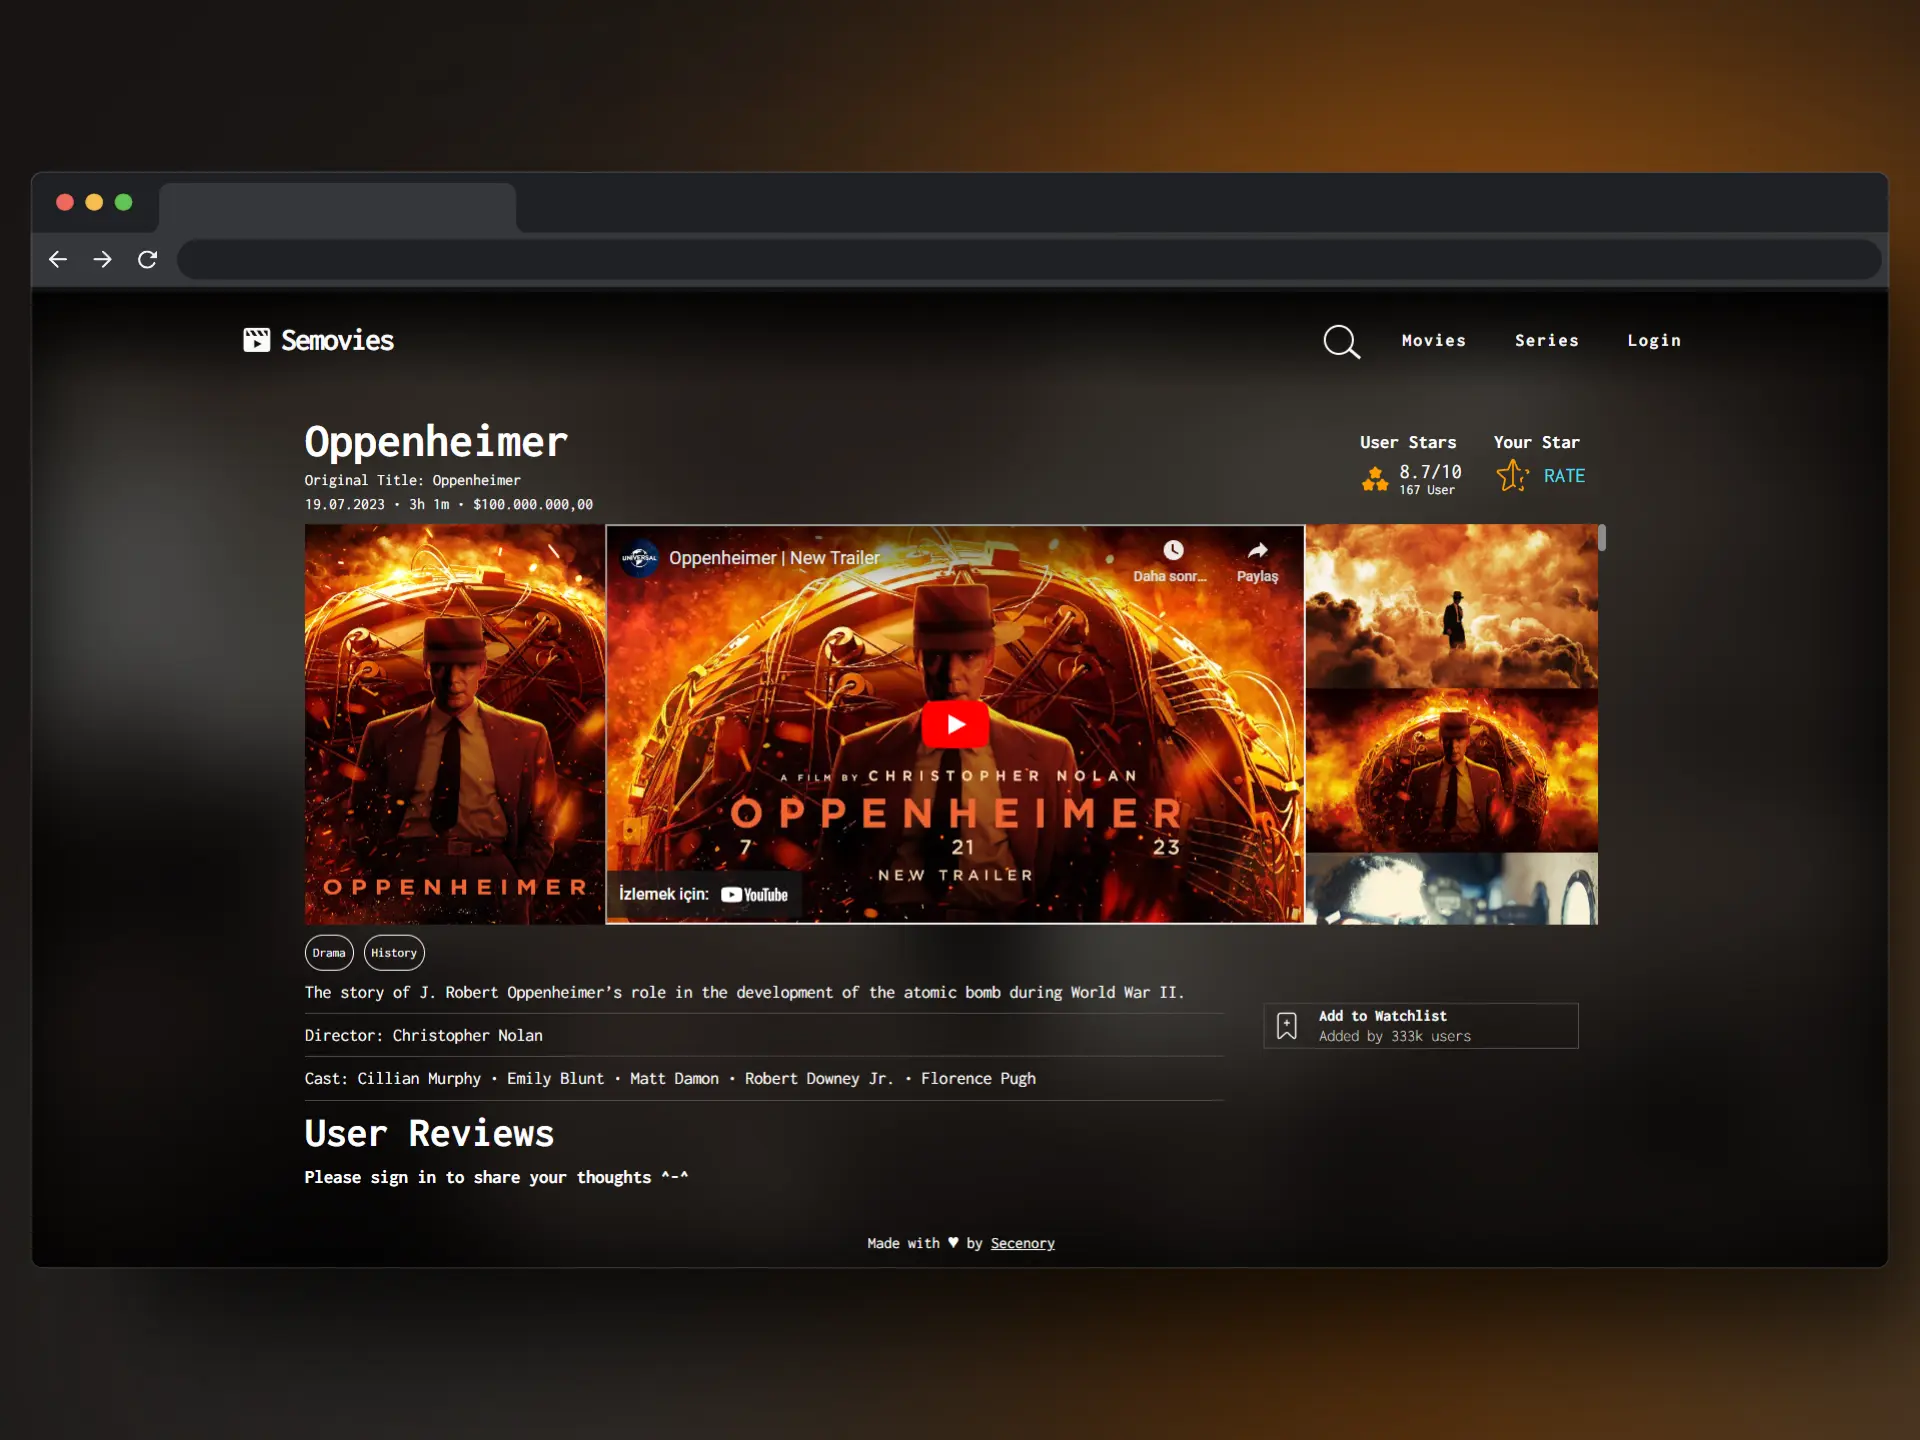 Semovies
Movies
Series
Login
Oppenheimer
Original Title: Oppenheimer
19.07.2023 • 3h 1m • $100.000.000,00
User Stars
8.7/10
167 User
Your Star
RATE
OPPENHEIMER
UNIVERSAL
Oppenheimer | New Trailer
Daha sonr...
Paylaş
A FILM BY CHRISTOPHER NOLAN
OPPENHEIMER
7 21 23
NEW TRAILER
İzlemek için: YouTube
Drama
History
The story of J. Robert Oppenheimer’s role in the development of the atomic bomb during World War II.
Director: Christopher Nolan
Cast: Cillian Murphy • Emily Blunt • Matt Damon • Robert Downey Jr. • Florence Pugh
Add to Watchlist
Added by 333k users
User Reviews
Please sign in to share your thoughts ^-^
Made with ♥ by Secenory